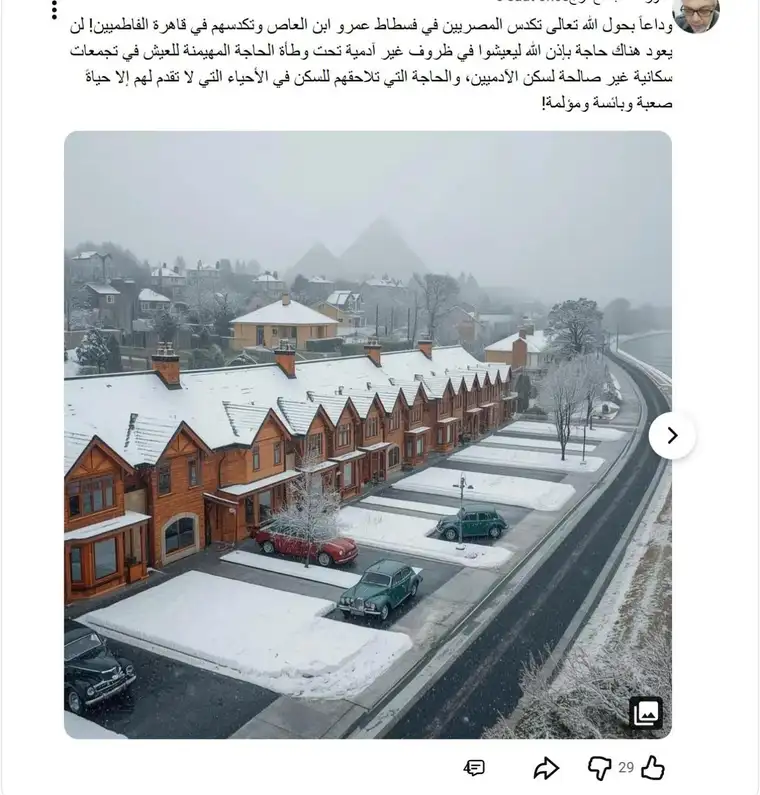 وداعاً بحول الله تعالى تكدس المصريين في فسطاط عمرو ابن العاص وتكدسهم في قاهرة الفاطميين! لن
يعود هناك حاجة بإذن الله ليعيشوا في ظروف غير آدمية تحت وطأة الحاجة المهيمنة للعيش في تجمعات
سكانية غير صالحة لسكن الآدميين، والحاجة التي تلاحقهم للسكن في الأحياء التي لا تقدم لهم إلا حياةً
صعبة وبائسة ومؤلمة!
29